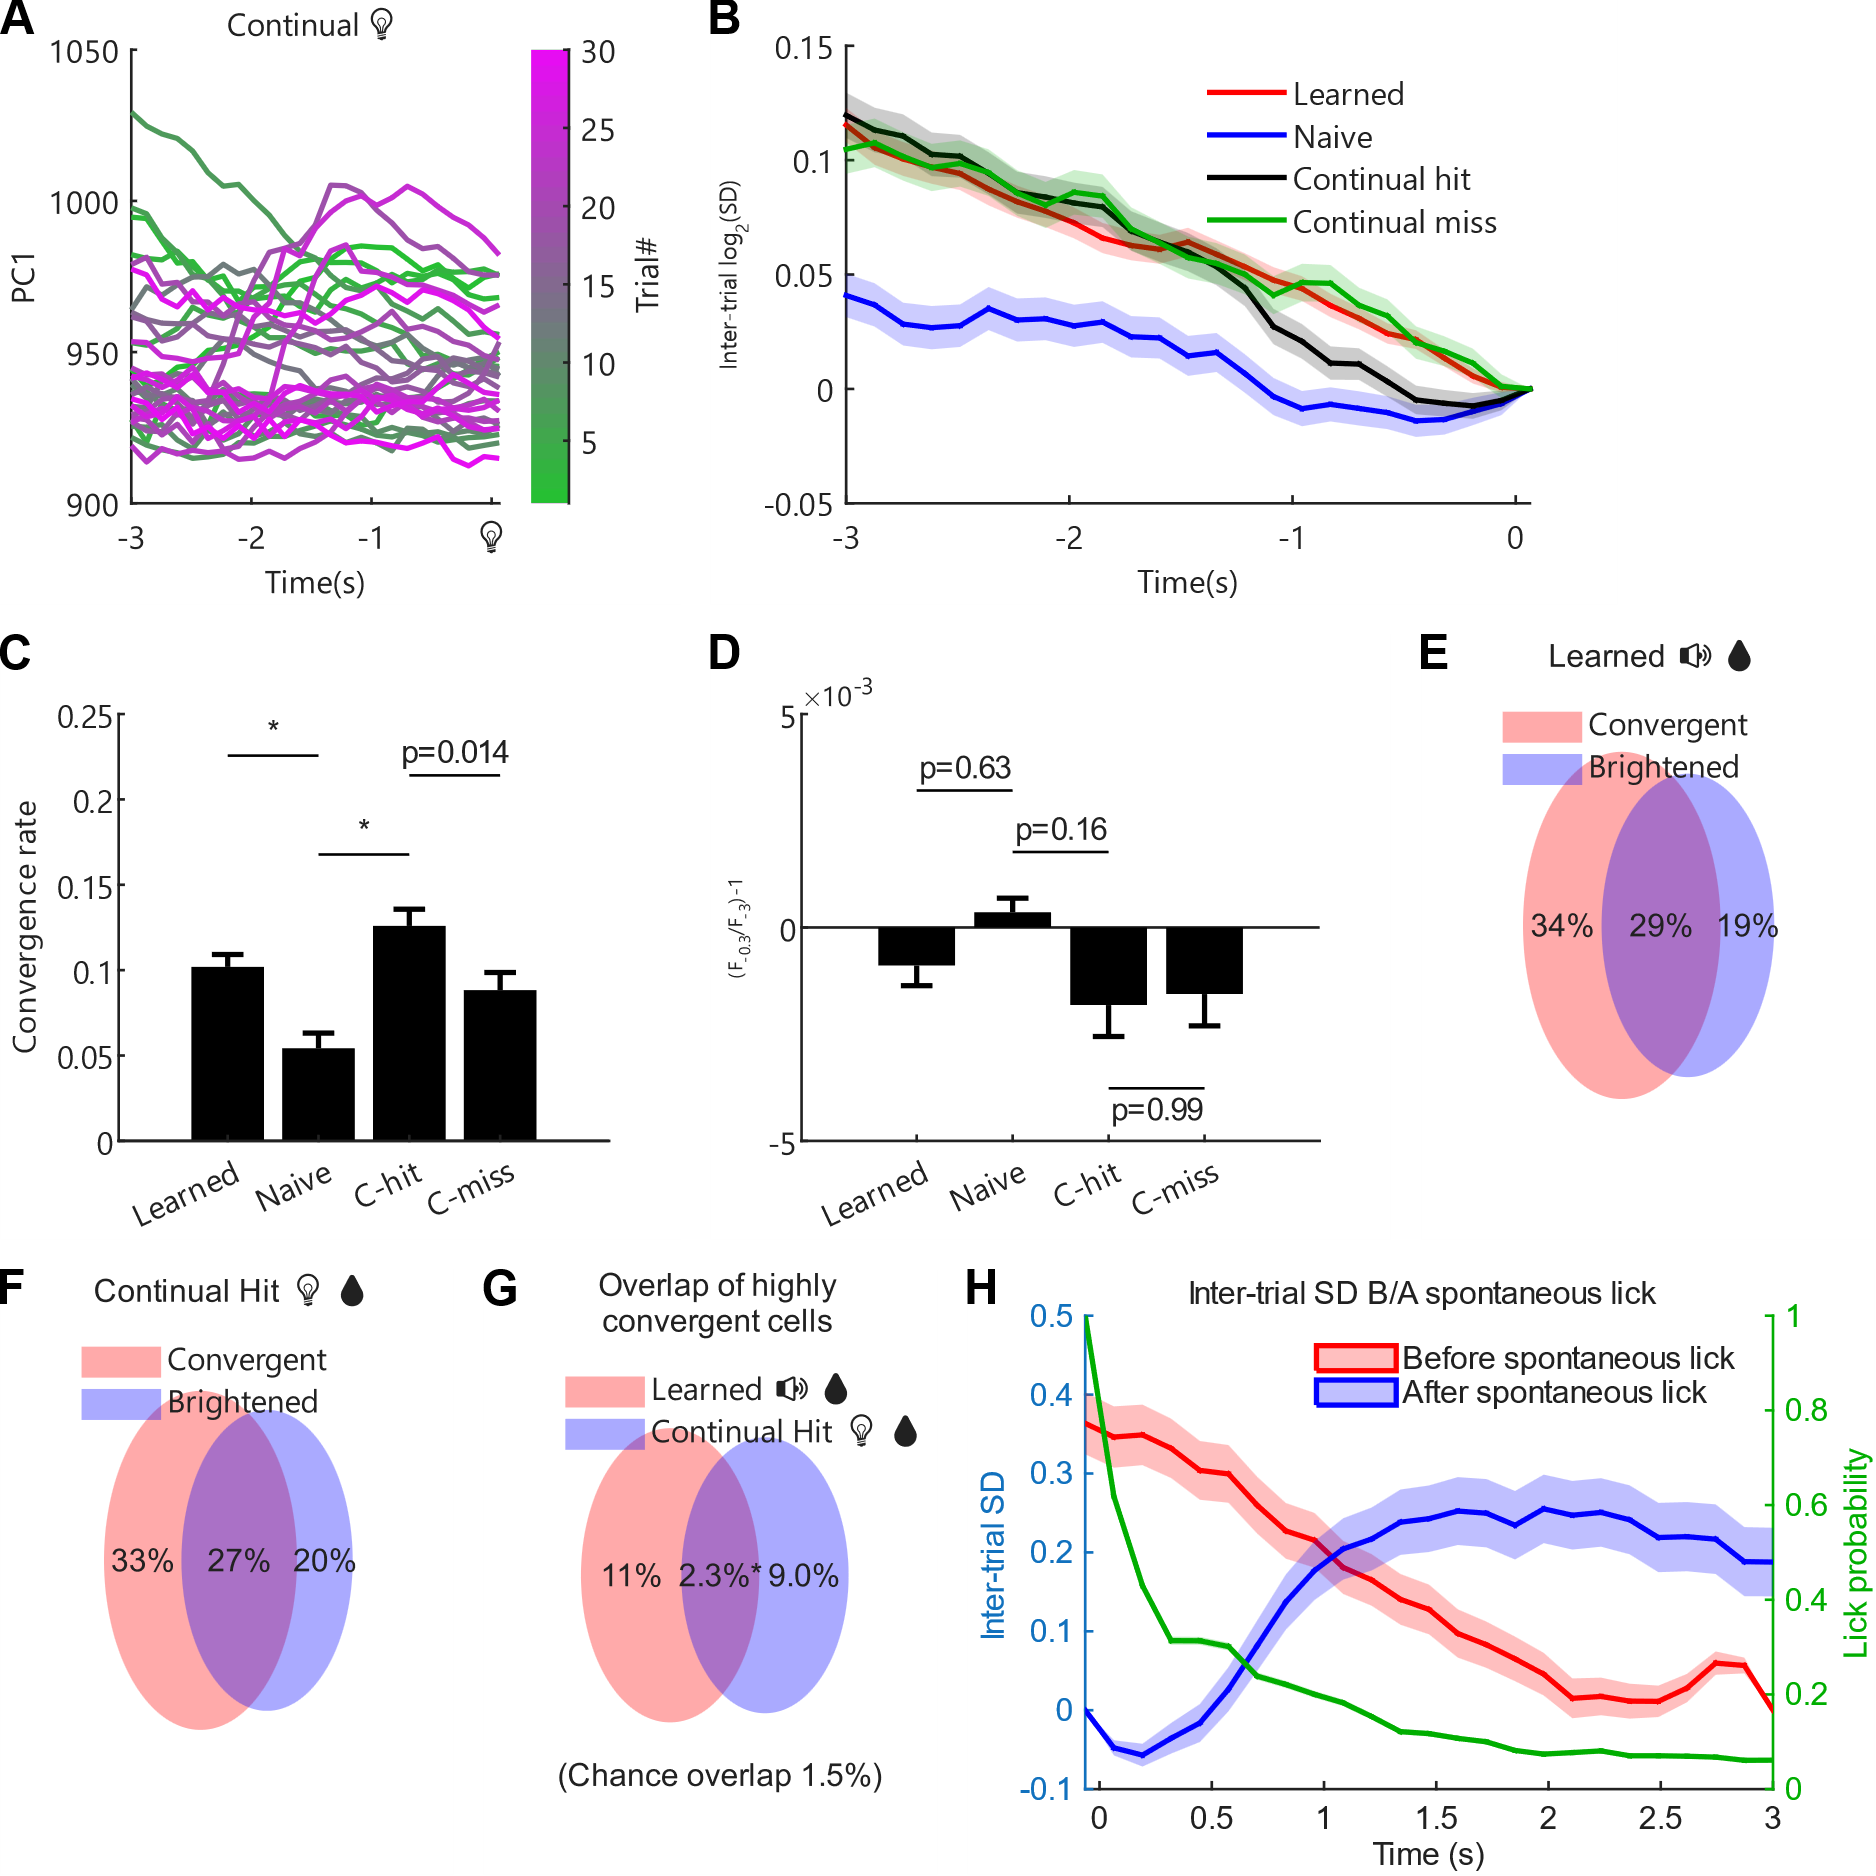 A
Continual
1050
1000
950
900
PC1
-3
-2
-1
Time(s)
30
25
20
15
10
5
Trial#
B
0.15
0.1
0.05
0
-0.05
Inter-trial log2(SD)
Learned
Naive
Continual hit
Continual miss
-3
-2
-1
0
Time(s)
C
0.25
0.2
0.15
0.1
0.05
0
Convergence rate
*
*
p=0.014
Learned
Naive
C-hit
C-miss
D
×10-3
5
0
-5
(F-0.3/F-3)-1
p=0.63
p=0.16
p=0.99
Learned
Naive
C-hit
C-miss
E
Learned
Convergent
Brightened
34%
29%
19%
F
Continual Hit
Convergent
Brightened
33%
27%
20%
G
Overlap of highly
convergent cells
Learned
Continual Hit
11%
2.3%*
9.0%
(Chance overlap 1.5%)
H
Inter-trial SD B/A spontaneous lick
0.5
0.4
0.3
0.2
0.1
0
-0.1
Inter-trial SD
Before spontaneous lick
After spontaneous lick
1
0.8
0.6
0.4
0.2
0
Lick probability
0
0.5
1
1.5
2
2.5
3
Time (s)